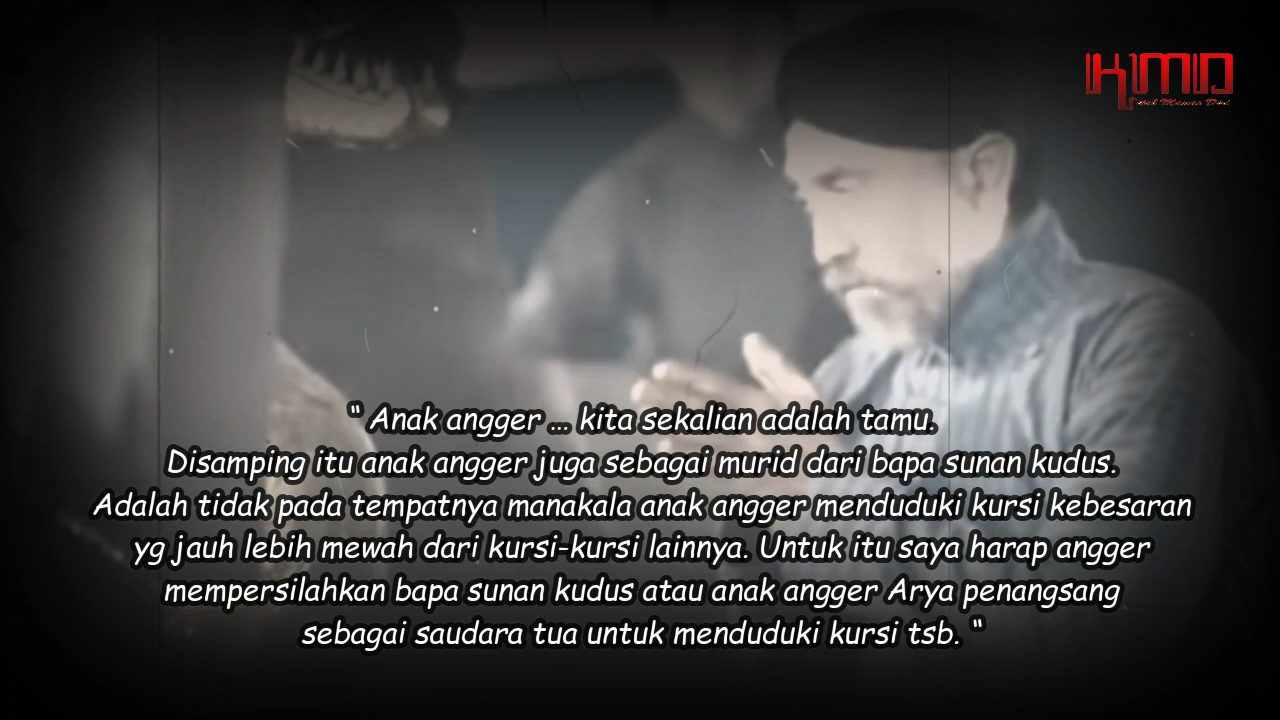 KMD
“ Anak angger ... kita sekalian adalah tamu.
Disamping itu anak angger juga sebagai murid dari bapa sunan kudus.
Adalah tidak pada tempatnya manakala anak angger menduduki kursi kebesaran
yg jauh lebih mewah dari kursi-kursi lainnya. Untuk itu saya harap angger
mempersilahkan bapa sunan kudus atau anak angger Arya penangsang
sebagai saudara tua untuk menduduki kursi tsb. “